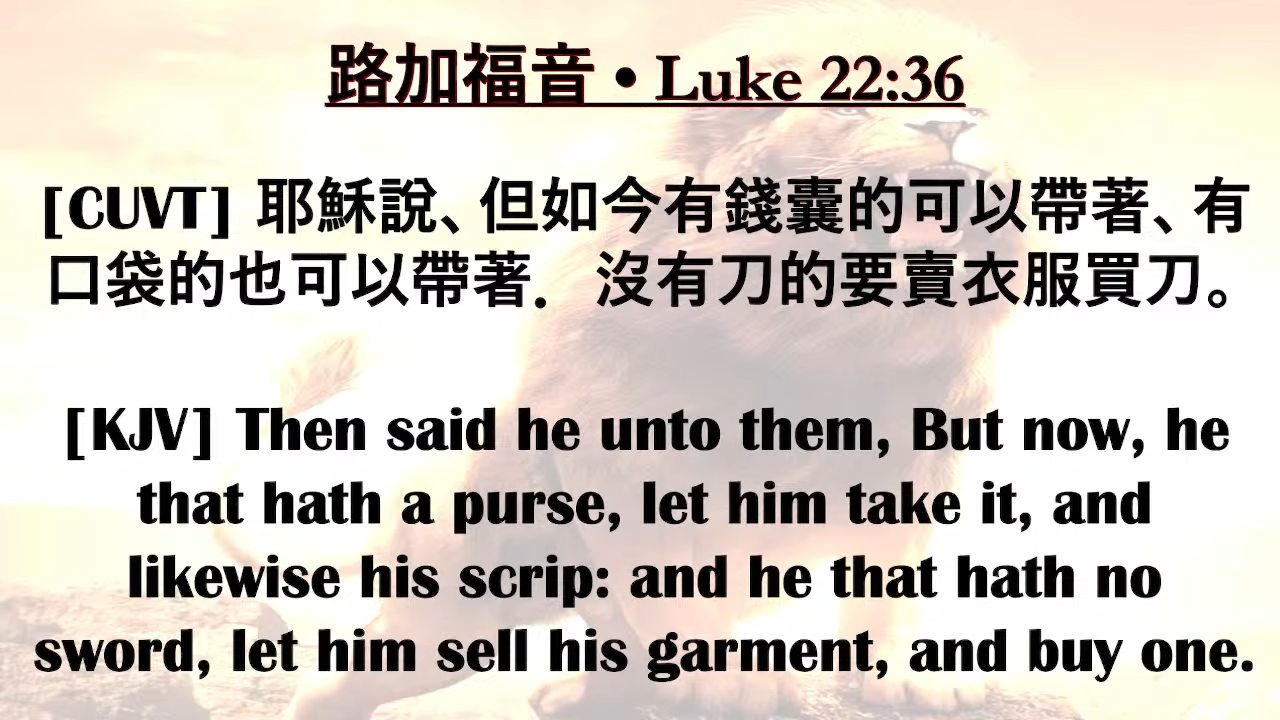 路加福音 • Luke 22:36
[CUVT] 耶穌說、但如今有錢囊的可以帶著、有
口袋的也可以帶著． 沒有刀的要賣衣服買刀。
[KJV] Then said he unto them, But now, he
that hath a purse, let him take it, and
likewise his scrip: and he that hath no
sword, let him sell his garment, and buy one.